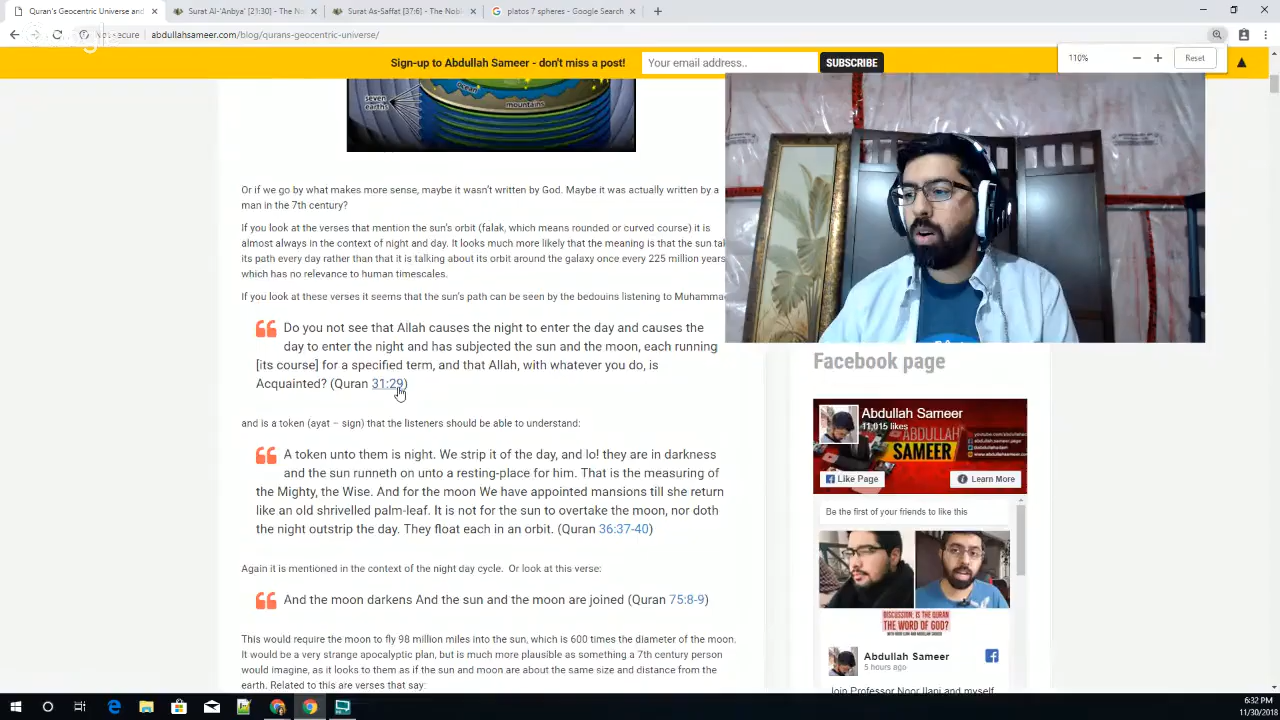 Quran's Geocentric Universe and
Surat Al-'Anbya' [21:30] - The No
Surat As-Saffat [37:6] - The Nobl
platos 7 spheres - Google Search
abdullahsameer.com/blog/qurans-geocentric-universe/
Sign-up to Abdullah Sameer - don't miss a post!
Your email address..
SUBSCRIBE
110%
Reset
seven
earths
ocean
mountains
Or if we go by what makes more sense, maybe it wasn't written by God. Maybe it was actually written by a
man in the 7th century?
If you look at the verses that mention the sun's orbit (falak, which means rounded or curved course) it is
almost always in the context of night and day. It looks much more likely that the meaning is that the sun tak
its path every day rather than that it is talking about its orbit around the galaxy once every 225 million years
which has no relevance to human timescales.
If you look at these verses it seems that the sun's path can be seen by the bedouins listening to Muhamma
Do you not see that Allah causes the night to enter the day and causes the
day to enter the night and has subjected the sun and the moon, each running
[its course] for a specified term, and that Allah, with whatever you do, is
Acquainted? (Quran 31:29)
This is a token (ayat – sign) that the listeners should be able to understand:
A token unto them is night. We strip it of the day, and lo! they are in darkness
And the sun runneth on unto a resting-place for him. That is the measuring of
the Mighty, the Wise. And for the moon We have appointed mansions till she return
like an old shrivelled palm-leaf. It is not for the sun to overtake the moon, nor doth
the night outstrip the day. They float each in an orbit. (Quran 36:37-40)
Again it is mentioned in the context of the night day cycle. Or look at this verse:
And the moon darkens And the sun and the moon are joined (Quran 75:8-9)
This would require the moon to fly 98 million miles into the sun, which is 600 times the diameter of the moon.
It would be a very strange apocalyptic plan, but is much more plausible as something a 7th century person
would imagine, as it looks to them as if the sun and moon are about the same size and distance from the
earth. Related to this are verses that say:
Facebook page
Abdullah Sameer
11,015 likes
ABDULLAH
SAMEER
Like Page
Learn More
Be the first of your friends to like this
DISCUSSION: IS THE QURAN
THE WORD OF GOD?
Abdullah Sameer
5 hours ago
Join Professor Noor Ilani and myself
6:32 PM
11/30/2018